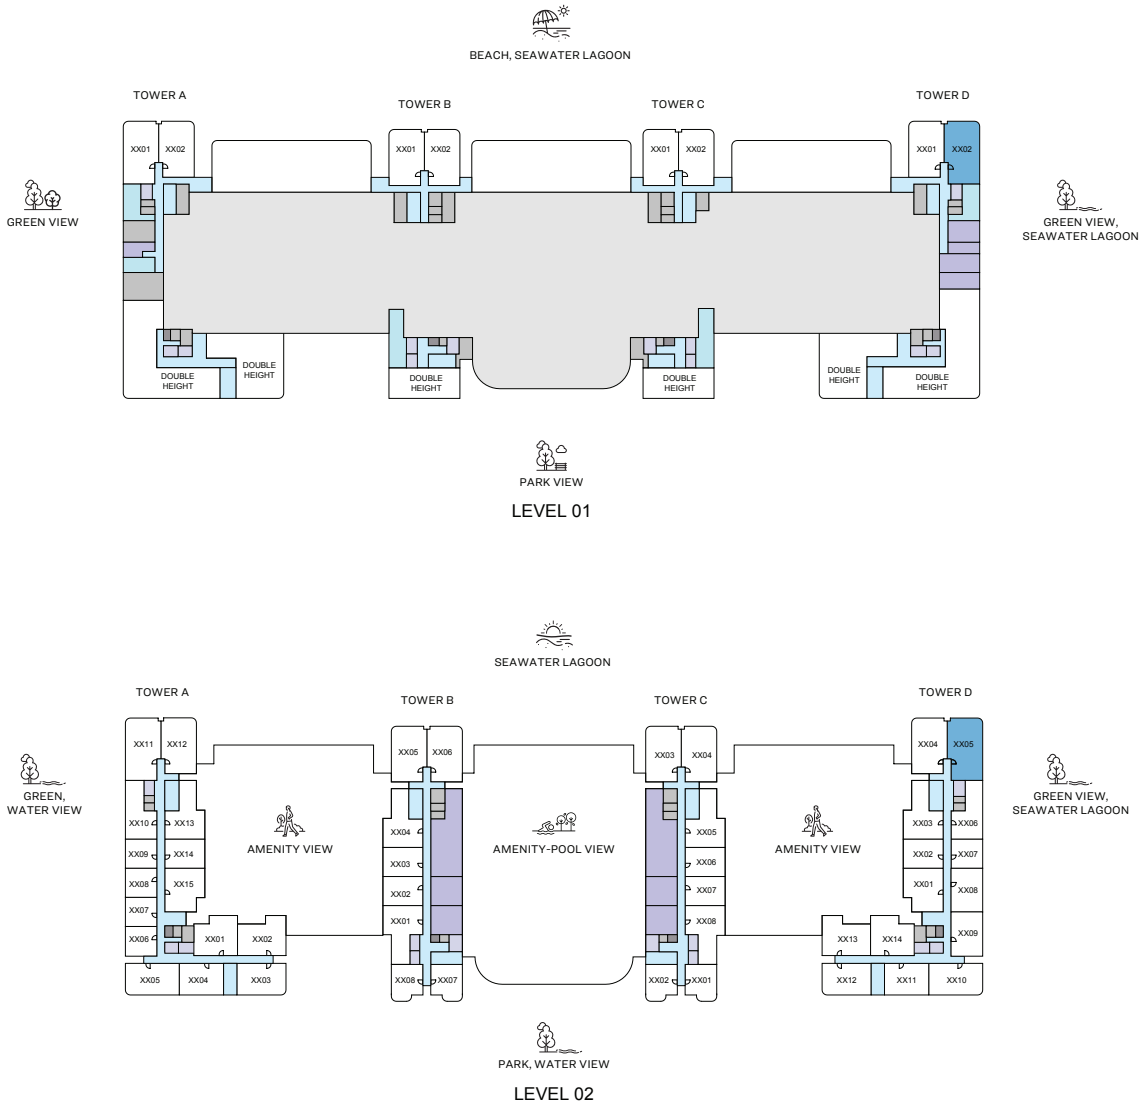 BEACH, SEAWATER LAGOON
TOWER A
TOWER B
TOWER C
TOWER D
XX01
XX02
XX01
XX02
XX01
XX02
XX01
XX02
GREEN VIEW
GREEN VIEW,
SEAWATER LAGOON
DOUBLE
HEIGHT
DOUBLE
HEIGHT
DOUBLE
HEIGHT
DOUBLE
HEIGHT
DOUBLE
HEIGHT
DOUBLE
HEIGHT
PARK VIEW
LEVEL 01
SEAWATER LAGOON
TOWER A
TOWER B
TOWER C
TOWER D
XX11
XX12
XX05
XX06
XX03
XX04
XX04
XX05
GREEN,
WATER VIEW
GREEN VIEW,
SEAWATER LAGOON
XX10
XX13
XX04
XX05
XX03
XX06
AMENITY VIEW
AMENITY-POOL VIEW
AMENITY VIEW
XX09
XX14
XX03
XX06
XX02
XX07
XX08
XX15
XX02
XX07
XX01
XX08
XX07
XX01
XX08
XX06
XX01
XX02
XX13
XX14
XX09
XX05
XX04
XX03
XX08
XX07
XX02
XX01
XX12
XX11
XX10
PARK, WATER VIEW
LEVEL 02